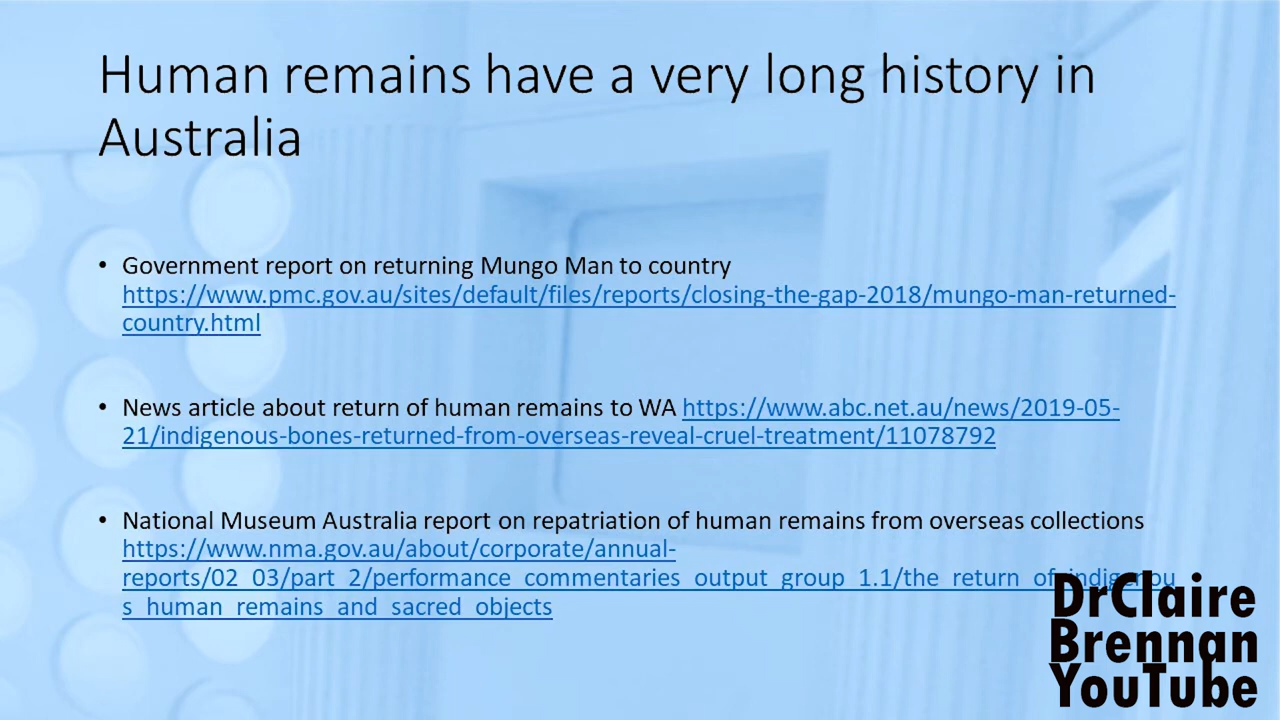 Human remains have a very long history in
Australia
• Government report on returning Mungo Man to country
https://www.pmc.gov.au/sites/default/files/reports/closing-the-gap-2018/mungo-man-returned-
country.html
• News article about return of human remains to WA https://www.abc.net.au/news/2019-05-
21/indigenous-bones-returned-from-overseas-reveal-cruel-treatment/11078792
• National Museum Australia report on repatriation of human remains from overseas collections
https://www.nma.gov.au/about/corporate/annual-
reports/02_03/part_2/performance_commentaries_output_group_1.1/the_return_of_indigenou
s_human_remains_and_sacred_objects
DrClaire
Brennan
YouTube